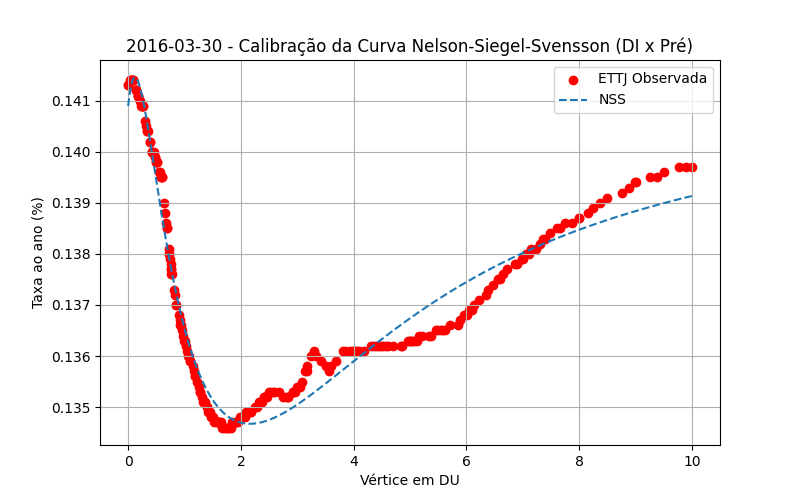 2016-03-30 - Calibração da Curva Nelson-Siegel-Svensson (DI x Pré)
ETTJ Observada
NSS
Taxa ao ano (%)
0.141
0.140
0.139
0.138
0.137
0.136
0.135
0 2 4 6 8 10
Vértice em DU